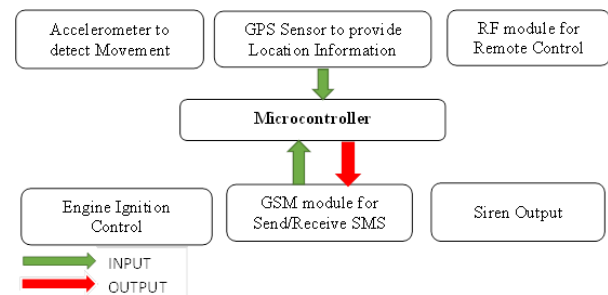 Accelerometer to
detect Movement
GPS Sensor to provide
Location Information
RF module for
Remote Control
Microcontroller
Engine Ignition
Control
GSM module for
Send/Receive SMS
Siren Output
INPUT
OUTPUT